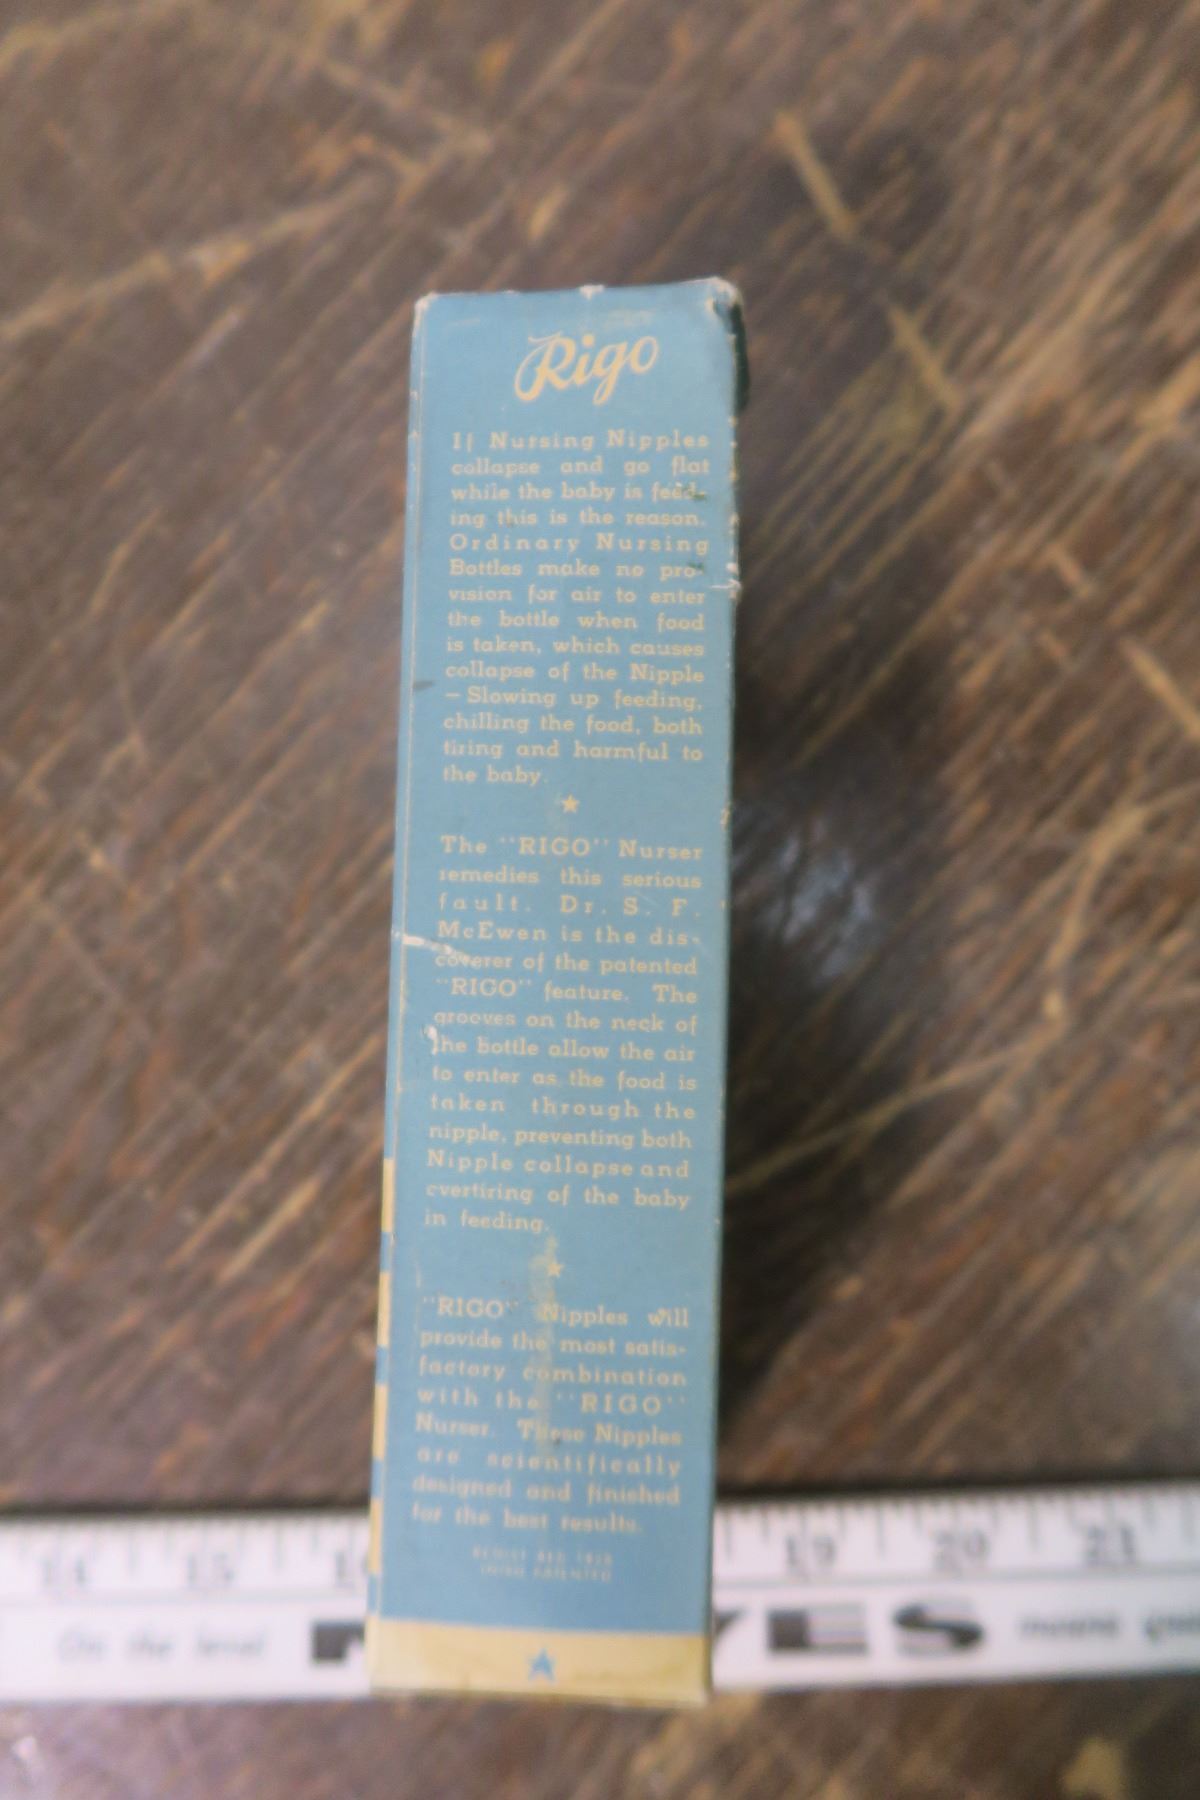 Rigo
If Nursing Nipples
collapse and go flat
while the baby is feed-
ing this is the reason.
Ordinary Nursing
Bottles make no pro-
vision for air to enter
the bottle when food
is taken, which causes
collapse of the Nipple
— Slowing up feeding,
chilling the food, both
tiring and harmful to
the baby.
The "RIGO" Nurser
remedies this serious
fault. Dr. S. F.
McEwen is the dis-
coverer of the patented
"RIGO" feature. The
grooves on the neck of
the bottle allow the air
to enter as the food is
taken through the
nipple, preventing both
Nipple collapse and
overtiring of the baby
in feeding.
"RIGO" Nipples will
provide the most satis-
factory combination
with the "RIGO"
Nurser. These Nipples
are scientifically
designed and finished
for the best results.
PATENTED
14 15 19 20 21
On the level ES means